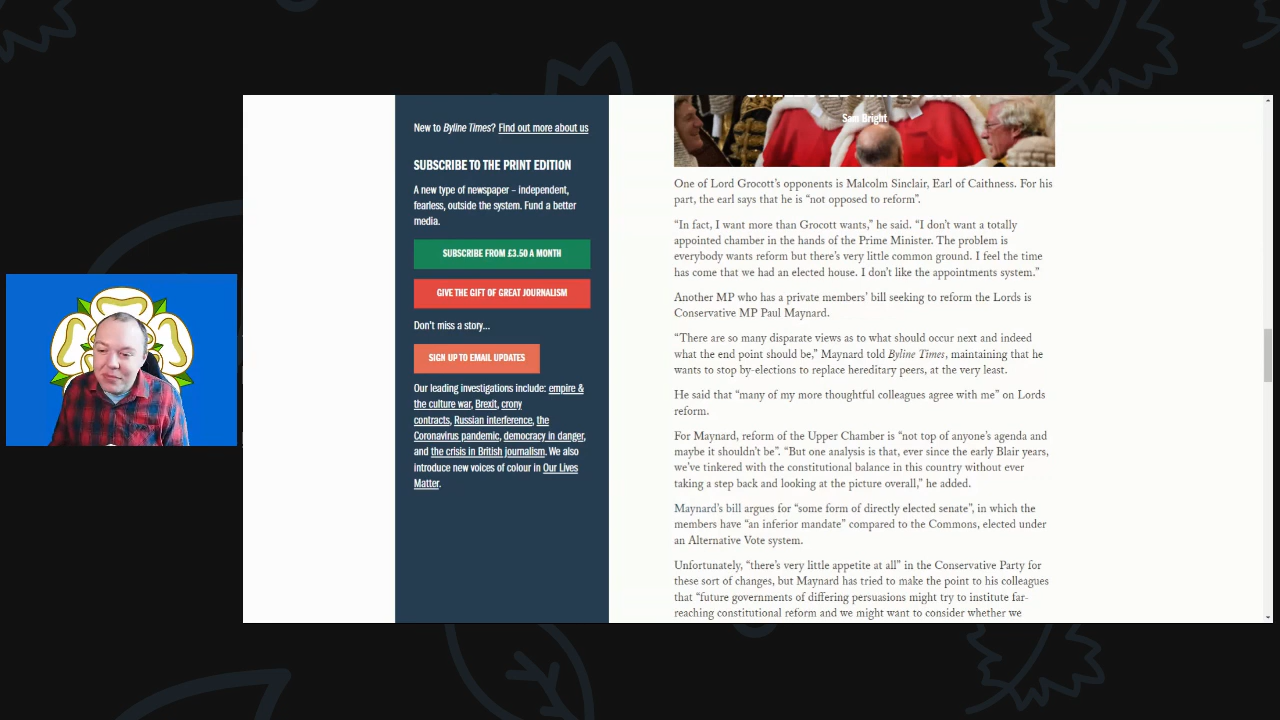 New to Byline Times? Find out more about us
SUBSCRIBE TO THE PRINT EDITION
A new type of newspaper – independent,
fearless, outside the system. Fund a better
media.
SUBSCRIBE FROM £3.50 A MONTH
GIVE THE GIFT OF GREAT JOURNALISM
Don't miss a story...
SIGN UP TO EMAIL UPDATES
Our leading investigations include: empire &
the culture war, Brexit, crony
contracts, Russian interference, the
Coronavirus pandemic, democracy in danger,
and the crisis in British journalism. We also
introduce new voices of colour in Our Lives
Matter.
Sam Bright
One of Lord Grocott's opponents is Malcolm Sinclair, Earl of Caithness. For his
part, the earl says that he is “not opposed to reform”.
“In fact, I want more than Grocott wants,” he said. “I don't want a totally
appointed chamber in the hands of the Prime Minister. The problem is
everybody wants reform but there's very little common ground. I feel the time
has come that we had an elected house. I don't like the appointments system.”
Another MP who has a private members' bill seeking to reform the Lords is
Conservative MP Paul Maynard.
“There are so many disparate views as to what should occur next and indeed
what the end point should be,” Maynard told Byline Times, maintaining that he
wants to stop by-elections to replace hereditary peers, at the very least.
He said that “many of my more thoughtful colleagues agree with me” on Lords
reform.
For Maynard, reform of the Upper Chamber is “not top of anyone's agenda and
maybe it shouldn't be”. “But one analysis is that, ever since the early Blair years,
we've tinkered with the constitutional balance in this country without ever
taking a step back and looking at the picture overall,” he added.
Maynard's bill argues for “some form of directly elected senate”, in which the
members have “an inferior mandate” compared to the Commons, elected under
an Alternative Vote system.
Unfortunately, “there's very little appetite at all” in the Conservative Party for
these sort of changes, but Maynard has tried to make the point to his colleagues
that “future governments of differing persuasions might try to institute far-
reaching constitutional reform and we might want to consider whether we